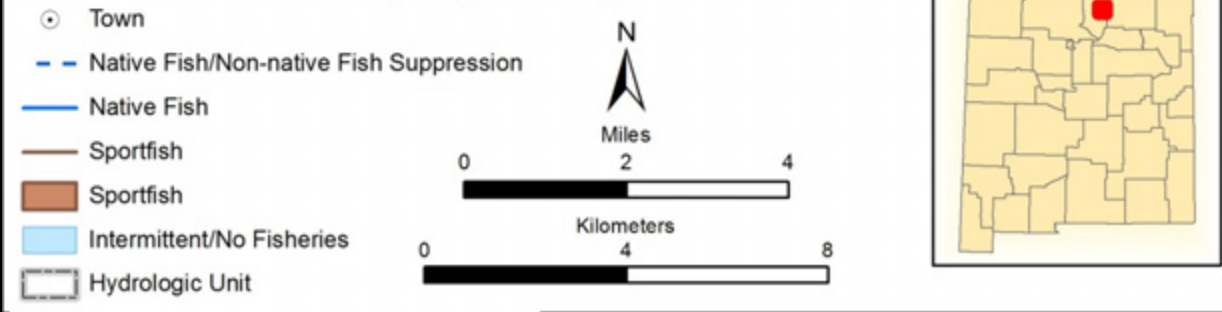 Town
Native Fish/Non-native Fish Suppression
Native Fish
Sportfish
Sportfish
Intermittent/No Fisheries
Hydrologic Unit
N
Miles
0 2 4
Kilometers
0 4 8